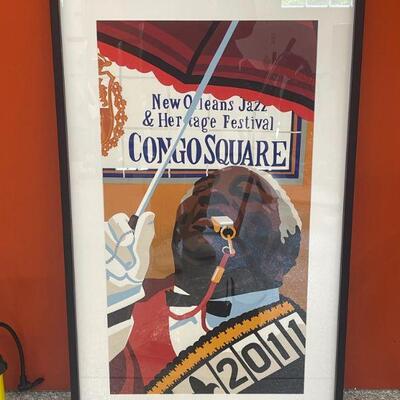 New Orleans Jazz
& Heritage Festival
CONGO SQUARE
2011